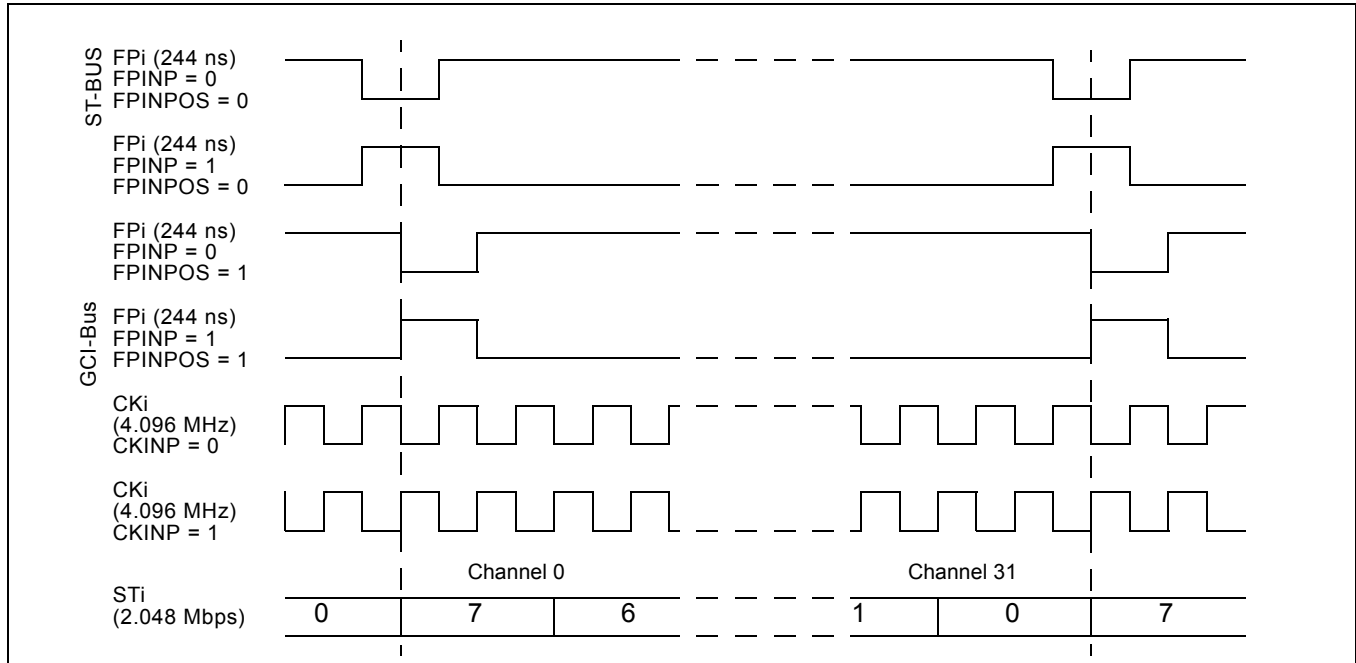 ST-BUS
FPi (244 ns)
FPINP = 0
FPINPOS = 0
FPi (244 ns)
FPINP = 1
FPINPOS = 0
FPi (244 ns)
FPINP = 0
FPINPOS = 1
GCI-Bus
FPi (244 ns)
FPINP = 1
FPINPOS = 1
CKi
(4.096 MHz)
CKINP = 0
CKi
(4.096 MHz)
CKINP = 1
Channel 0
Channel 31
STi
(2.048 Mbps)
0 7 6 1 0 7